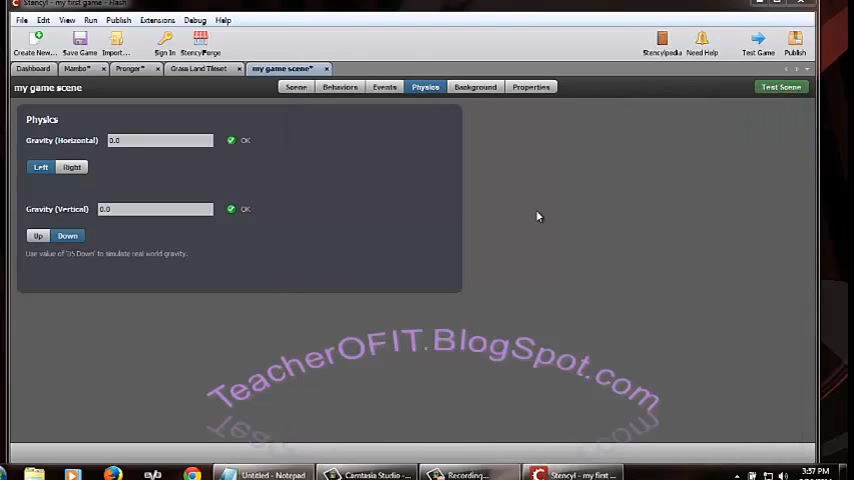 Stencyl - my first game - Flash
File Edit View Run Publish Extensions Debug Help
Create New... Save Game Import... Sign In StencylForge Stencylpedia Need Help Test Game Publish
Dashboard Mambo* Pronger* Grass Land Tileset my game scene*
my game scene Scene Behaviors Events Physics Background Properties Test Scene
Physics
Gravity (Horizontal) 0.0 OK
Left Right
Gravity (Vertical) 0.0 OK
Up Down
Use value of '85 Down' to simulate real world gravity.
TeacherOFIT.BlogSpot.com
Untitled - Notepad Camtasia Studio -... Recording... Stencyl - my first ... 3:57 PM